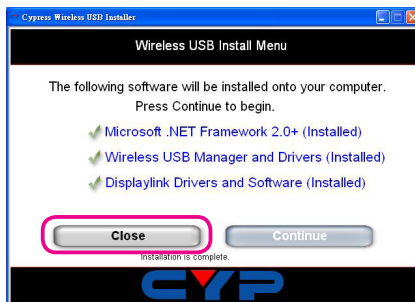 Cypress Wireless USB Installer
Wireless USB Install Menu
The following software will be installed onto your computer.
Press Continue to begin.
Microsoft .NET Framework 2.0+ (Installed)
Wireless USB Manager and Drivers (Installed)
Displaylink Drivers and Software (Installed)
Close
Continue
Installation is complete.
CYP